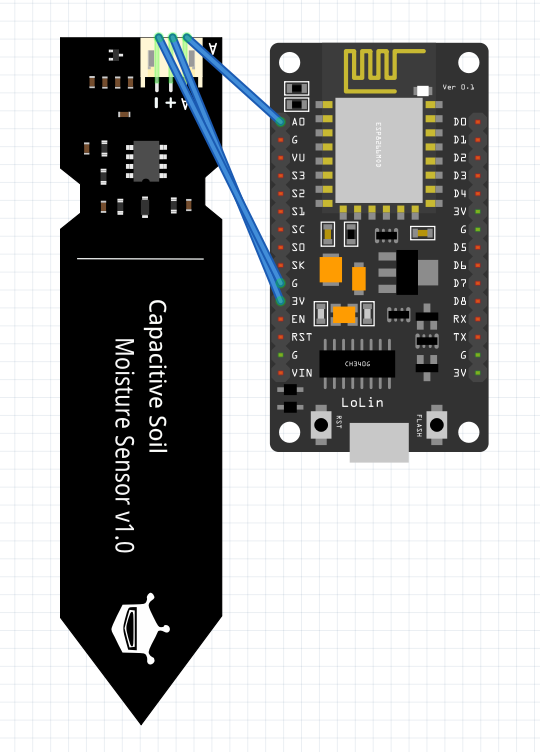 A
- + A
Capacitive Soil
Moisture Sensor v1.0
Ver 0.1
ESP8266MOD
A0
G
VU
S3
S2
S1
SC
SO
SK
G
3V
EN
RST
G
VIN
D0
D1
D2
D3
D4
3V
G
D5
D6
D7
D8
RX
TX
G
3V
CH340G
LoLin
RST
FLASH